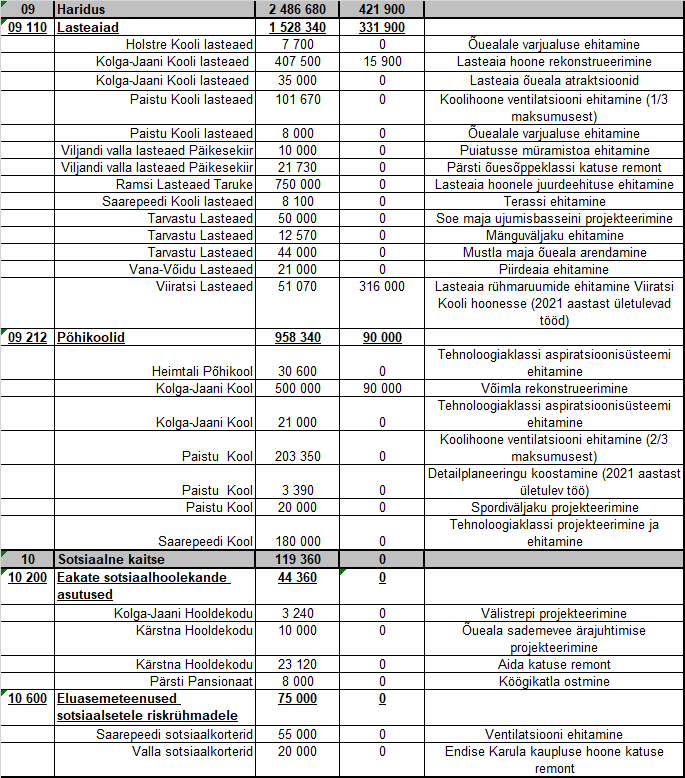 09 Haridus 2 486 680 421 900
09 110 Lasteaiad 1 528 340 331 900
Holstre Kooli lasteaed 7 700 0 Õuealale varjualuse ehitamine
Kolga-Jaani Kooli lasteaed 407 500 15 900 Lasteaia hoone rekonstrueerimine
Kolga-Jaani Kooli lasteaed 35 000 0 Lasteaia õueala atraktsioonid
Paistu Kooli lasteaed 101 670 0 Koolihoone ventilatsiooni ehitamine (1/3
maksumusest)
Paistu Kooli lasteaed 8 000 0 Õuealale varjualuse ehitamine
Viljandi valla lasteaed Päikesekiir 10 000 0 Puiatusse müramistoa ehitamine
Viljandi valla lasteaed Päikesekiir 21 730 0 Pärsti õuesõppeklassi katuse remont
Ramsi Lasteaed Taruke 750 000 0 Lasteaia hoonele juurdeehituse ehitamine
Saarepeedi Kooli lasteaed 8 100 0 Terassi ehitamine
Tarvastu Lasteaed 50 000 0 Soe maja ujumisbasseini projekteerimine
Tarvastu Lasteaed 12 570 0 Mänguväljaku ehitamine
Tarvastu Lasteaed 44 000 0 Mustla maja õueala arendamine
Vana-Võidu Lasteaed 21 000 0 Piirdeaia ehitamine
Viiratsi Lasteaed 51 070 316 000 Lasteaia rühmaruumide ehitamine Viiratsi
Kooli hoonesse (2021 aastast ületulevad
tööd)
09 212 Põhikoolid 958 340 90 000
Tehnoloogiaklassi aspiratsioonisüsteemi
Heimtali Põhikool 30 600 0 ehitamine
Kolga-Jaani Kool 500 000 90 000 Võimla rekonstrueerimine
Tehnoloogiaklassi aspiratsioonisüsteemi
Kolga-Jaani Kool 21 000 0 ehitamine
Koolihoone ventilatsiooni ehitamine (2/3
Paistu Kool 203 350 0 maksumusest)
Detailplaneeringu koostamine (2021 aastast
Paistu Kool 3 390 0 ületulev töö)
Paistu Kool 20 000 0 Spordiväljaku projekteerimine
Tehnoloogiaklassi projekteerimine ja
Saarepeedi Kool 180 000 0 ehitamine
10 Sotsiaalne kaitse 119 360 0
10 200 Eakate sotsiaalhoolekande 44 360 0
asutused
Kolga-Jaani Hooldekodu 3 240 0 Välistrepi projekteerimine
Kärstna Hooldekodu 10 000 0 Õueala sademevee ärajuhtimise
projekteerimine
Kärstna Hooldekodu 23 120 0 Aida katuse remont
Pärsti Pansionaat 8 000 0 Köögikatla ostmine
10 600 Eluasemeteenused 75 000 0
sotsiaalsetele riskrühmadele
Saarepeedi sotsiaalkorterid 55 000 0 Ventilatsiooni ehitamine
Valla sotsiaalkorterid 20 000 0 Endise Karula kaupluse hoone katuse
remont